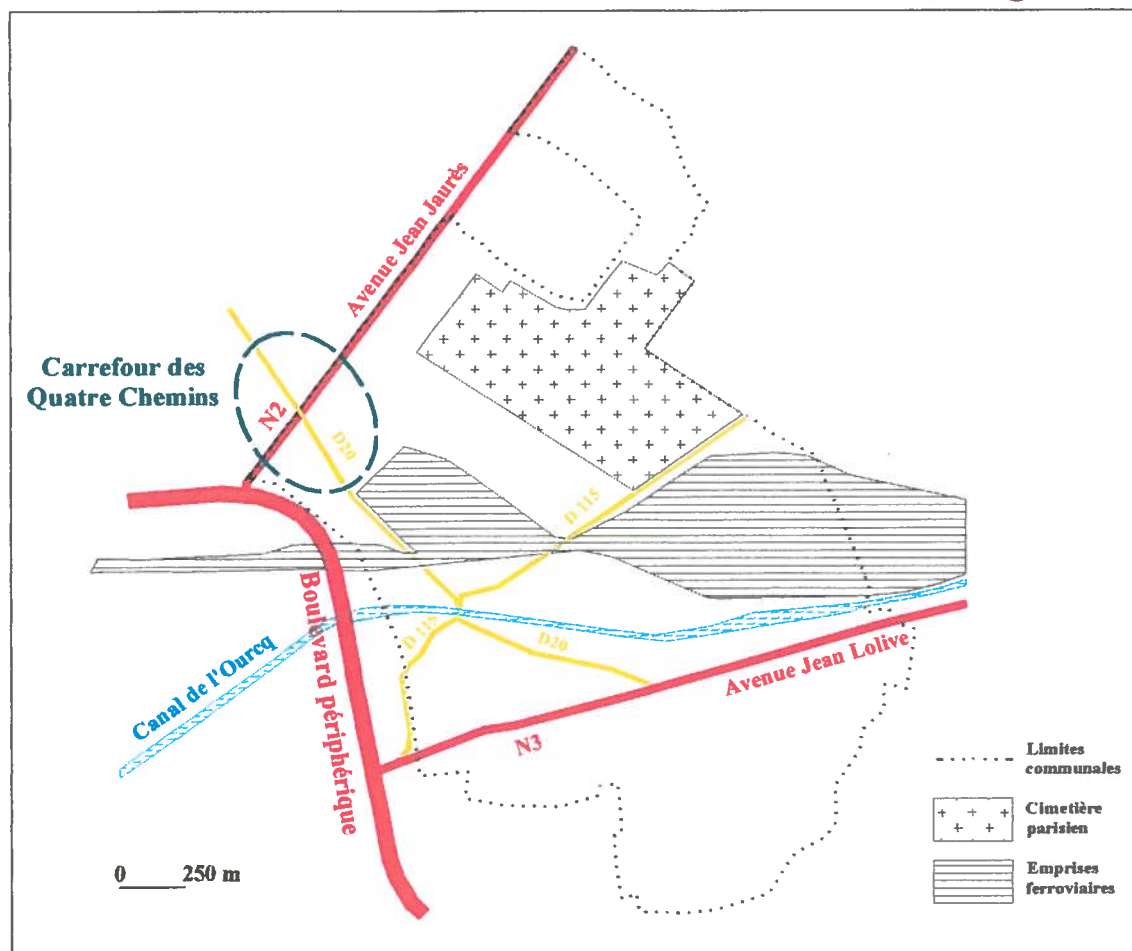 Avenue Jean Jaurès
Carrefour des
Quatre Chemins
N2
D20
D 115
Boulevard périphérique
Canal de l'Ourcq
D 115
D20
Avenue Jean Lolive
N3
Limites
communales
Cimetière
parisien
Emprises
ferroviaires
0 250 m